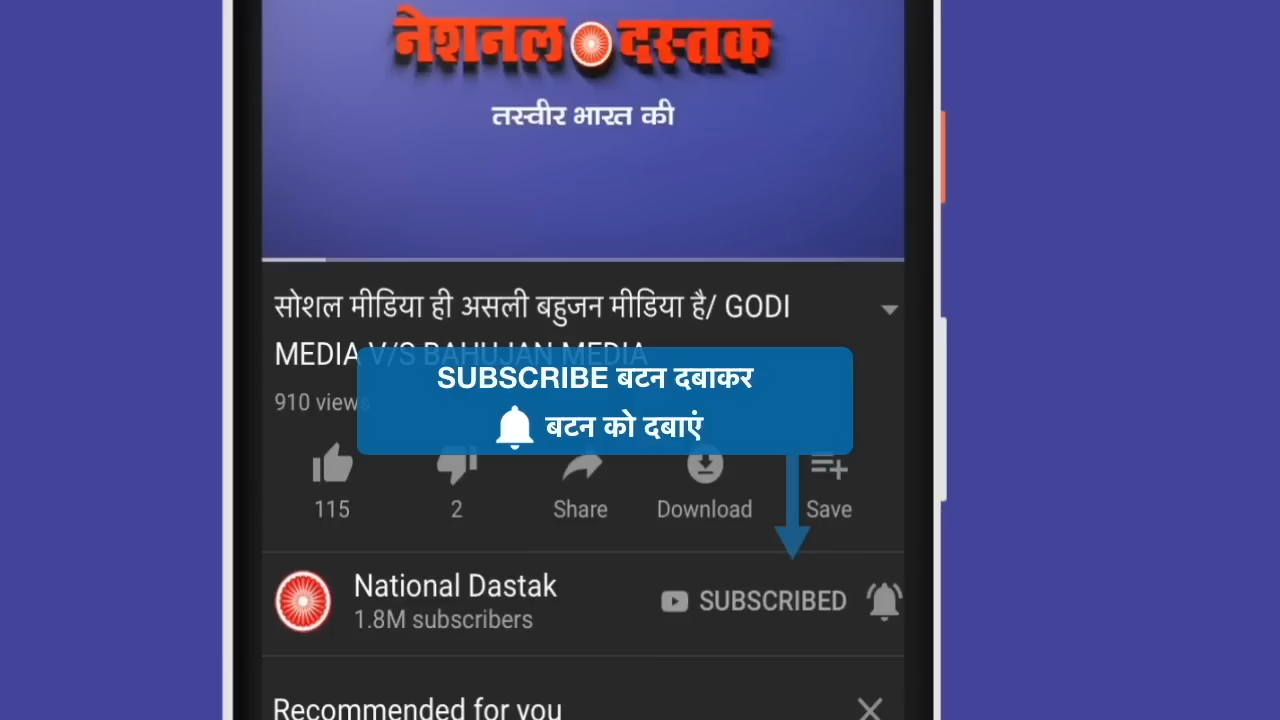 नेशनल दस्तक
तस्वीर भारत की
सोशल मीडिया ही असली बहुजन मीडिया है/ GODI
MEDIA V/S BAHUJAN MEDIA
910 views
SUBSCRIBE बटन दबाकर
बटन को दबाएं
115
2
Share
Download
Save
National Dastak
1.8M subscribers
SUBSCRIBED
Recommended for you